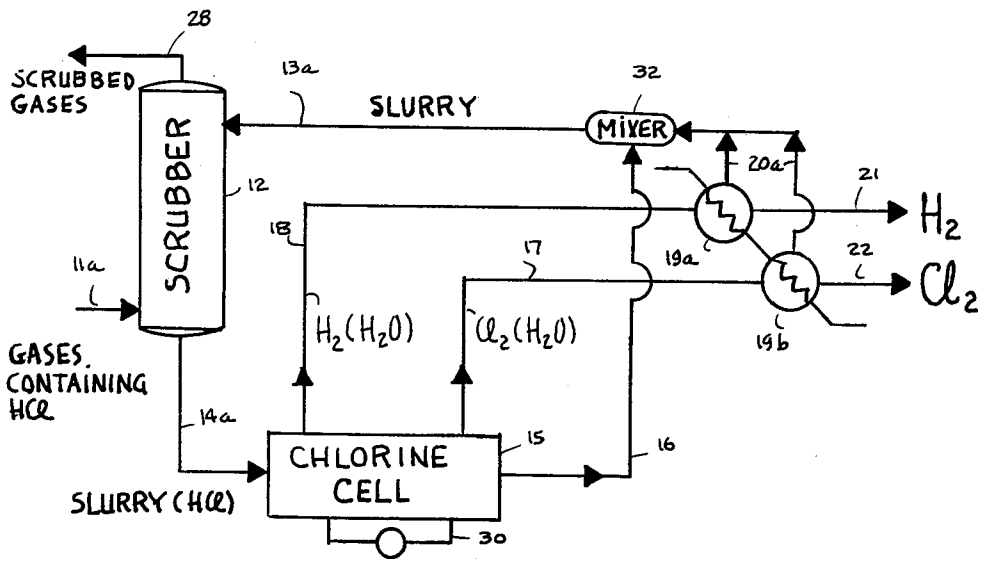 28
SCRUBBED
GASES
13a
SLURRY
32
MIXER
SCRUBBER
12
20a
21
H2
18
19a
11a
17
22
Cl2
H2(H2O)
Cl2(H2O)
19b
GASES.
CONTAINING
HCl
14a
15
16
CHLORINE
CELL
SLURRY (HCl)
30